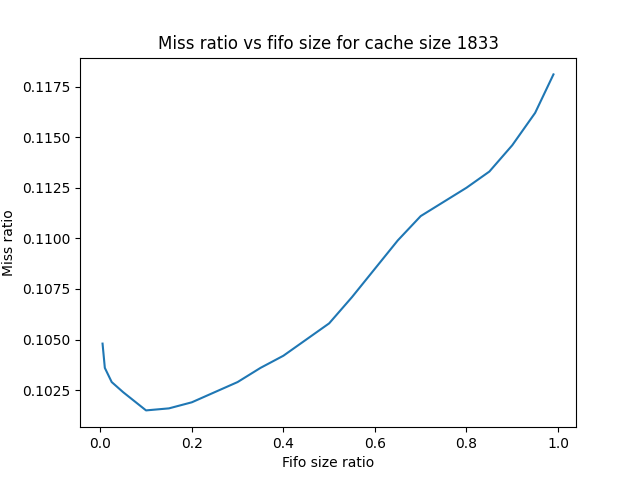 Miss ratio vs fifo size for cache size 1833
0.1175
0.1150
0.1125
0.1100
0.1075
0.1050
0.1025
Miss ratio
0.0 0.2 0.4 0.6 0.8 1.0
Fifo size ratio